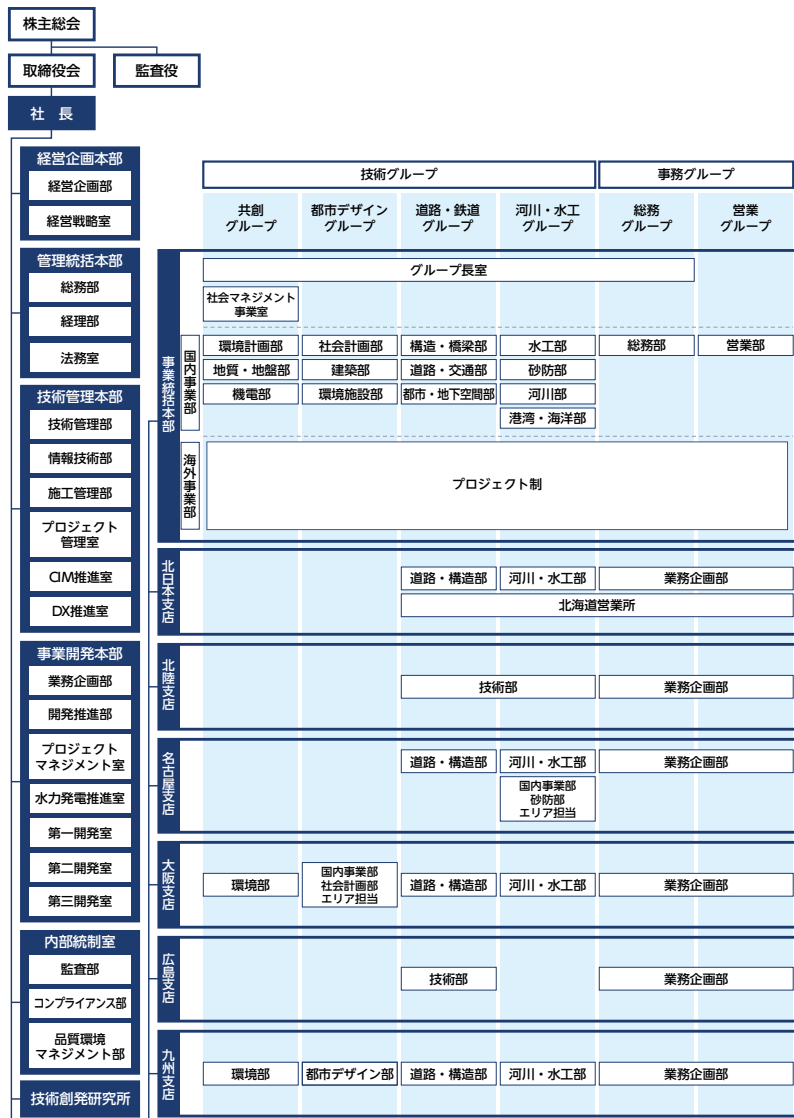 株主総会
取締役会
監査役
社 長
経営企画本部
経営企画部
経営戦略室
管理統括本部
総務部
経理部
法務室
技術管理本部
技術管理部
情報技術部
施工管理部
プロジェクト
管理室
CIM推進室
DX推進室
事業開発本部
業務企画部
開発推進部
プロジェクト
マネジメント室
水力発電推進室
第一開発室
第二開発室
第三開発室
内部統制室
監査部
コンプライアンス部
品質環境
マネジメント部
技術創発研究所
技術グループ
事務グループ
共創
グループ
都市デザイン
グループ
道路・鉄道
グループ
河川・水工
グループ
総務
グループ
営業
グループ
事業統括本部
グループ長室
社会マネジメント
事業室
国内事業部
環境計画部
社会計画部
構造・橋梁部
水工部
総務部
営業部
地質・地盤部
建築部
道路・交通部
砂防部
機電部
環境施設部
都市・地下空間部
河川部
港湾・海洋部
海外事業部
プロジェクト制
北日本支店
道路・構造部
河川・水工部
業務企画部
北海道営業所
北陸支店
技術部
業務企画部
名古屋支店
道路・構造部
河川・水工部
業務企画部
国内事業部
砂防部
エリア担当
大阪支店
環境部
国内事業部
社会計画部
エリア担当
道路・構造部
河川・水工部
業務企画部
広島支店
技術部
業務企画部
九州支店
環境部
都市デザイン部
道路・構造部
河川・水工部
業務企画部